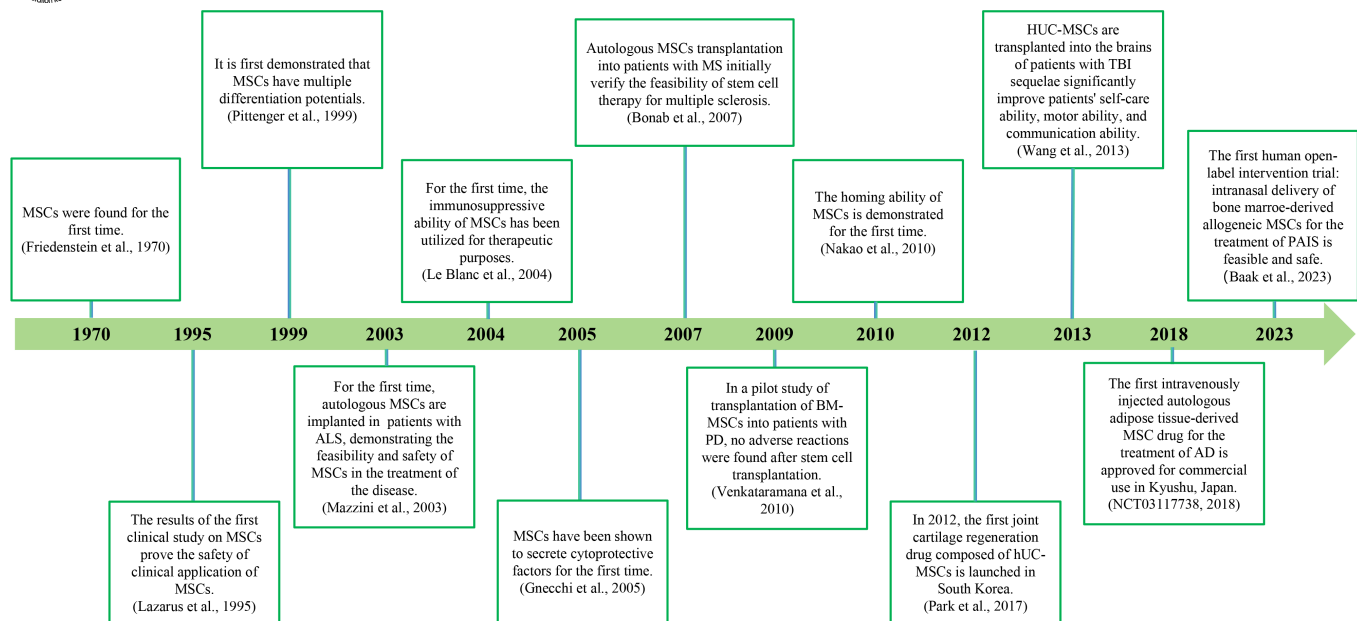 MSCs were found for the
first time.
(Friedenstein et al., 1970)
It is first demonstrated that
MSCs have multiple
differentiation potentials.
(Pittenger et al., 1999)
For the first time, the
immunosuppressive
ability of MSCs has been
utilized for therapeutic
purposes.
(Le Blanc et al., 2004)
Autologous MSCs transplantation
into patients with MS initially
verify the feasibility of stem cell
therapy for multiple sclerosis.
(Bonab et al., 2007)
The homing ability of
MSCs is demonstrated
for the first time.
(Nakao et al., 2010)
HUC-MSCs are
transplanted into the brains
of patients with TBI
sequelae significantly
improve patients' self-care
ability, motor ability, and
communication ability.
(Wang et al., 2013)
The first human open-
label intervention trial:
intranasal delivery of
bone marroe-derived
allogeneic MSCs for the
treatment of PAIS is
feasible and safe.
(Baak et al., 2023)
1970 1995 1999 2003 2004 2005 2007 2009 2010 2012 2013 2018 2023
The results of the first
clinical study on MSCs
prove the safety of
clinical application of
MSCs.
(Lazarus et al., 1995)
For the first time,
autologous MSCs are
implanted in patients with
ALS, demonstrating the
feasibility and safety of
MSCs in the treatment of
the disease.
(Mazzini et al., 2003)
MSCs have been shown
to secrete cytoprotective
factors for the first time.
(Gnecchi et al., 2005)
In a pilot study of
transplantation of BM-
MSCs into patients with
PD, no adverse reactions
were found after stem cell
transplantation.
(Venkataramana et al.,
2010)
In 2012, the first joint
cartilage regeneration
drug composed of hUC-
MSCs is launched in
South Korea.
(Park et al., 2017)
The first intravenously
injected autologous
adipose tissue-derived
MSC drug for the
treatment of AD is
approved for commercial
use in Kyushu, Japan.
(NCT03117738, 2018)